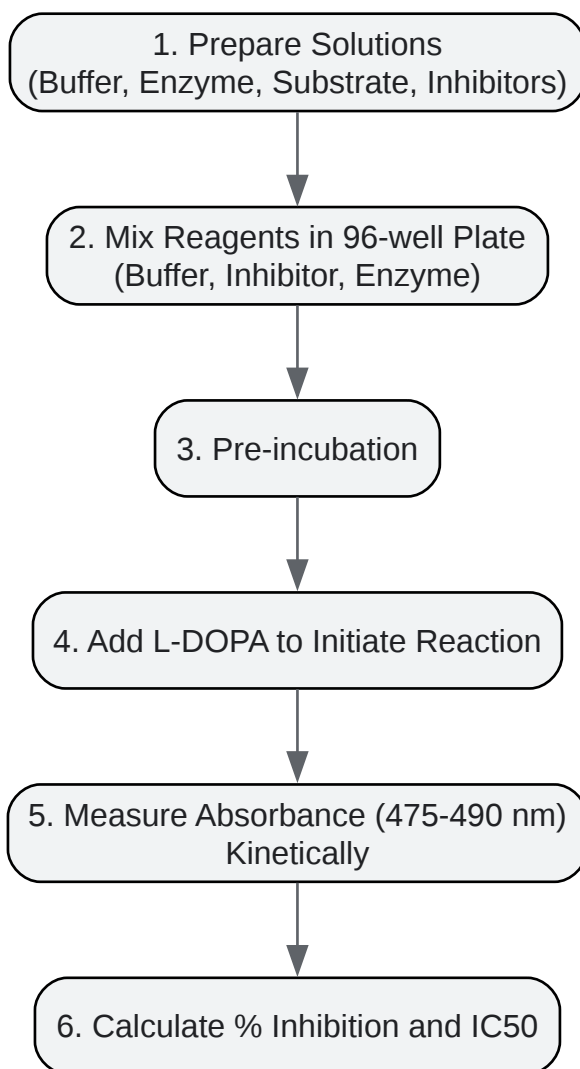 1. Prepare Solutions
(Buffer, Enzyme, Substrate, Inhibitors)
2. Mix Reagents in 96-well Plate
(Buffer, Inhibitor, Enzyme)
3. Pre-incubation
4. Add L-DOPA to Initiate Reaction
5. Measure Absorbance (475-490 nm)
Kinetically
6. Calculate % Inhibition and IC50